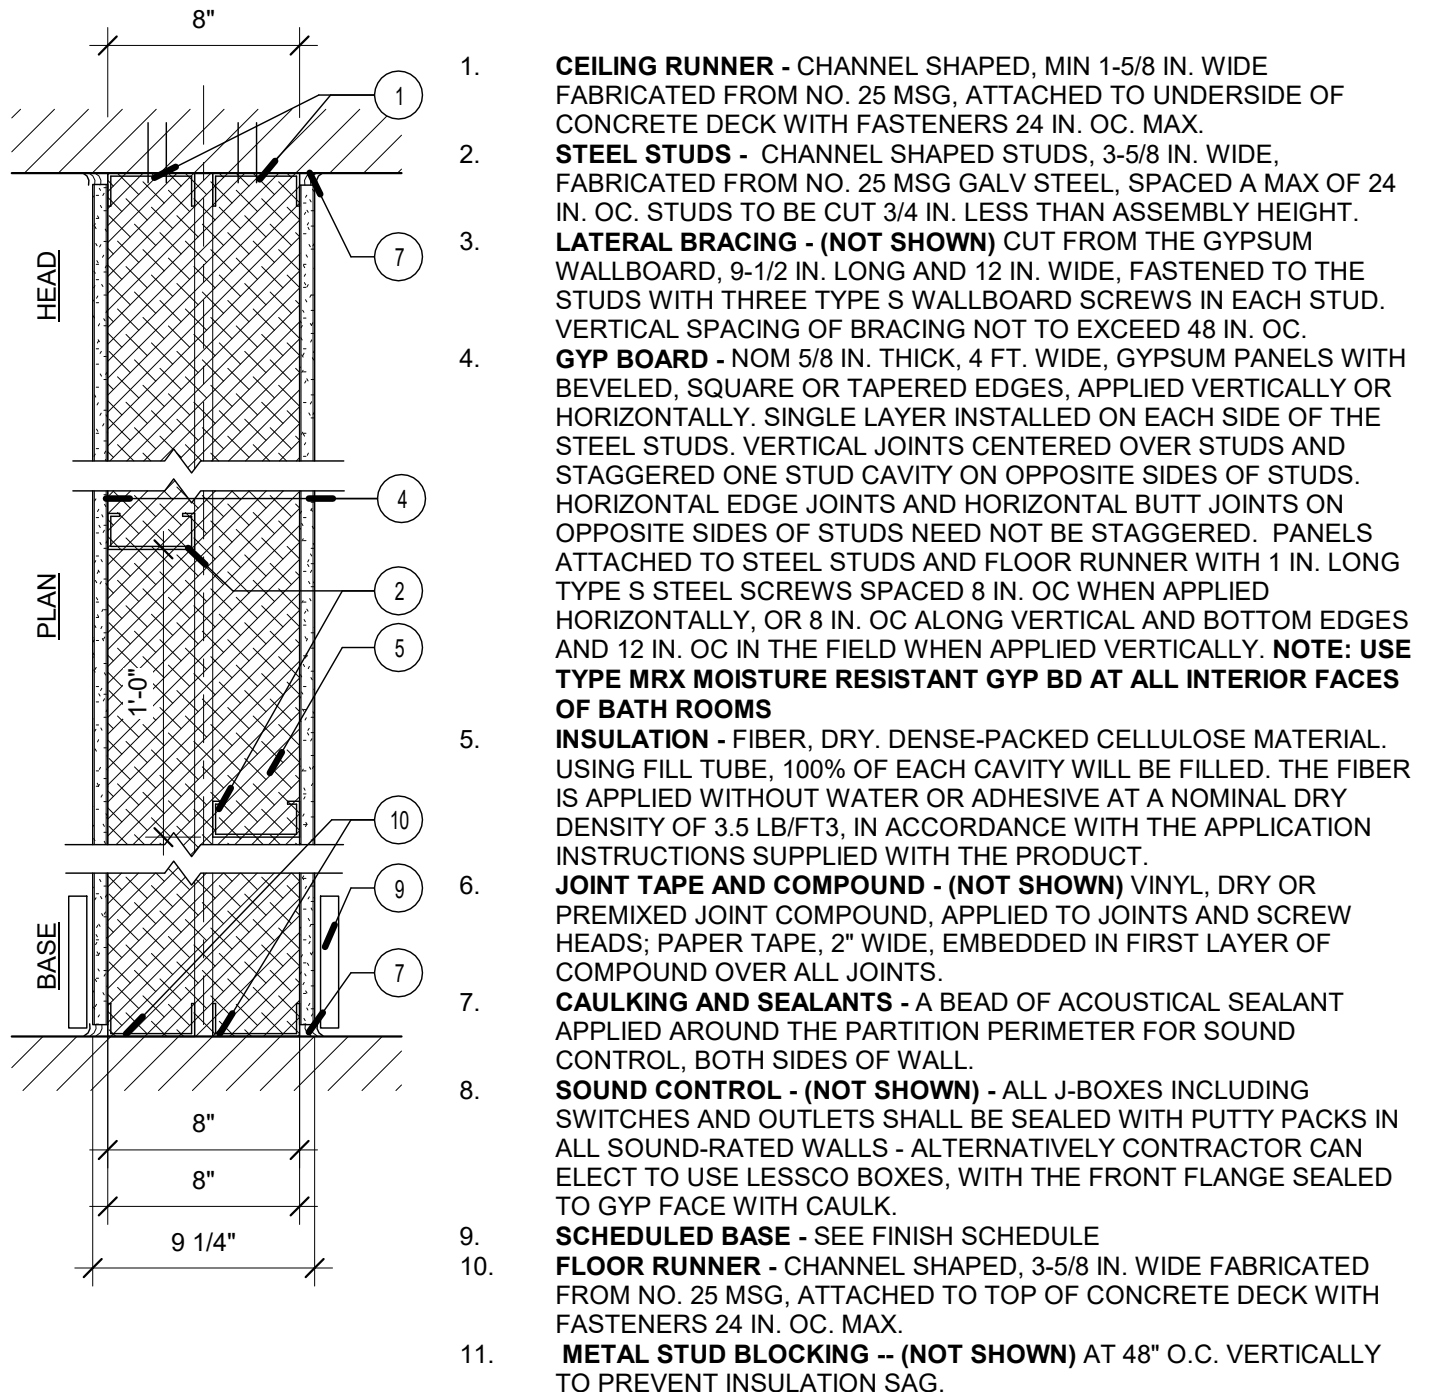 8"
1
7
HEAD
4
2
PLAN
5
1'-0"
10
9
BASE
7
8"
8"
9 1/4"
1. CEILING RUNNER - CHANNEL SHAPED, MIN 1-5/8 IN. WIDE
FABRICATED FROM NO. 25 MSG, ATTACHED TO UNDERSIDE OF
CONCRETE DECK WITH FASTENERS 24 IN. OC. MAX.
2. STEEL STUDS - CHANNEL SHAPED STUDS, 3-5/8 IN. WIDE,
FABRICATED FROM NO. 25 MSG GALV STEEL, SPACED A MAX OF 24
IN. OC. STUDS TO BE CUT 3/4 IN. LESS THAN ASSEMBLY HEIGHT.
3. LATERAL BRACING - (NOT SHOWN) CUT FROM THE GYPSUM
WALLBOARD, 9-1/2 IN. LONG AND 12 IN. WIDE, FASTENED TO THE
STUDS WITH THREE TYPE S WALLBOARD SCREWS IN EACH STUD.
VERTICAL SPACING OF BRACING NOT TO EXCEED 48 IN. OC.
4. GYP BOARD - NOM 5/8 IN. THICK, 4 FT. WIDE, GYPSUM PANELS WITH
BEVELED, SQUARE OR TAPERED EDGES, APPLIED VERTICALLY OR
HORIZONTALLY. SINGLE LAYER INSTALLED ON EACH SIDE OF THE
STEEL STUDS. VERTICAL JOINTS CENTERED OVER STUDS AND
STAGGERED ONE STUD CAVITY ON OPPOSITE SIDES OF STUDS.
HORIZONTAL EDGE JOINTS AND HORIZONTAL BUTT JOINTS ON
OPPOSITE SIDES OF STUDS NEED NOT BE STAGGERED. PANELS
ATTACHED TO STEEL STUDS AND FLOOR RUNNER WITH 1 IN. LONG
TYPE S STEEL SCREWS SPACED 8 IN. OC WHEN APPLIED
HORIZONTALLY, OR 8 IN. OC ALONG VERTICAL AND BOTTOM EDGES
AND 12 IN. OC IN THE FIELD WHEN APPLIED VERTICALLY. NOTE: USE
TYPE MRX MOISTURE RESISTANT GYP BD AT ALL INTERIOR FACES
OF BATH ROOMS
5. INSULATION - FIBER, DRY. DENSE-PACKED CELLULOSE MATERIAL.
USING FILL TUBE, 100% OF EACH CAVITY WILL BE FILLED. THE FIBER
IS APPLIED WITHOUT WATER OR ADHESIVE AT A NOMINAL DRY
DENSITY OF 3.5 LB/FT3, IN ACCORDANCE WITH THE APPLICATION
INSTRUCTIONS SUPPLIED WITH THE PRODUCT.
6. JOINT TAPE AND COMPOUND - (NOT SHOWN) VINYL, DRY OR
PREMIXED JOINT COMPOUND, APPLIED TO JOINTS AND SCREW
HEADS; PAPER TAPE, 2" WIDE, EMBEDDED IN FIRST LAYER OF
COMPOUND OVER ALL JOINTS.
7. CAULKING AND SEALANTS - A BEAD OF ACOUSTICAL SEALANT
APPLIED AROUND THE PARTITION PERIMETER FOR SOUND
CONTROL, BOTH SIDES OF WALL.
8. SOUND CONTROL - (NOT SHOWN) - ALL J-BOXES INCLUDING
SWITCHES AND OUTLETS SHALL BE SEALED WITH PUTTY PACKS IN
ALL SOUND-RATED WALLS - ALTERNATIVELY CONTRACTOR CAN
ELECT TO USE LESSCO BOXES, WITH THE FRONT FLANGE SEALED
TO GYP FACE WITH CAULK.
9. SCHEDULED BASE - SEE FINISH SCHEDULE
10. FLOOR RUNNER - CHANNEL SHAPED, 3-5/8 IN. WIDE FABRICATED
FROM NO. 25 MSG, ATTACHED TO TOP OF CONCRETE DECK WITH
FASTENERS 24 IN. OC. MAX.
11. METAL STUD BLOCKING -- (NOT SHOWN) AT 48" O.C. VERTICALLY
TO PREVENT INSULATION SAG.